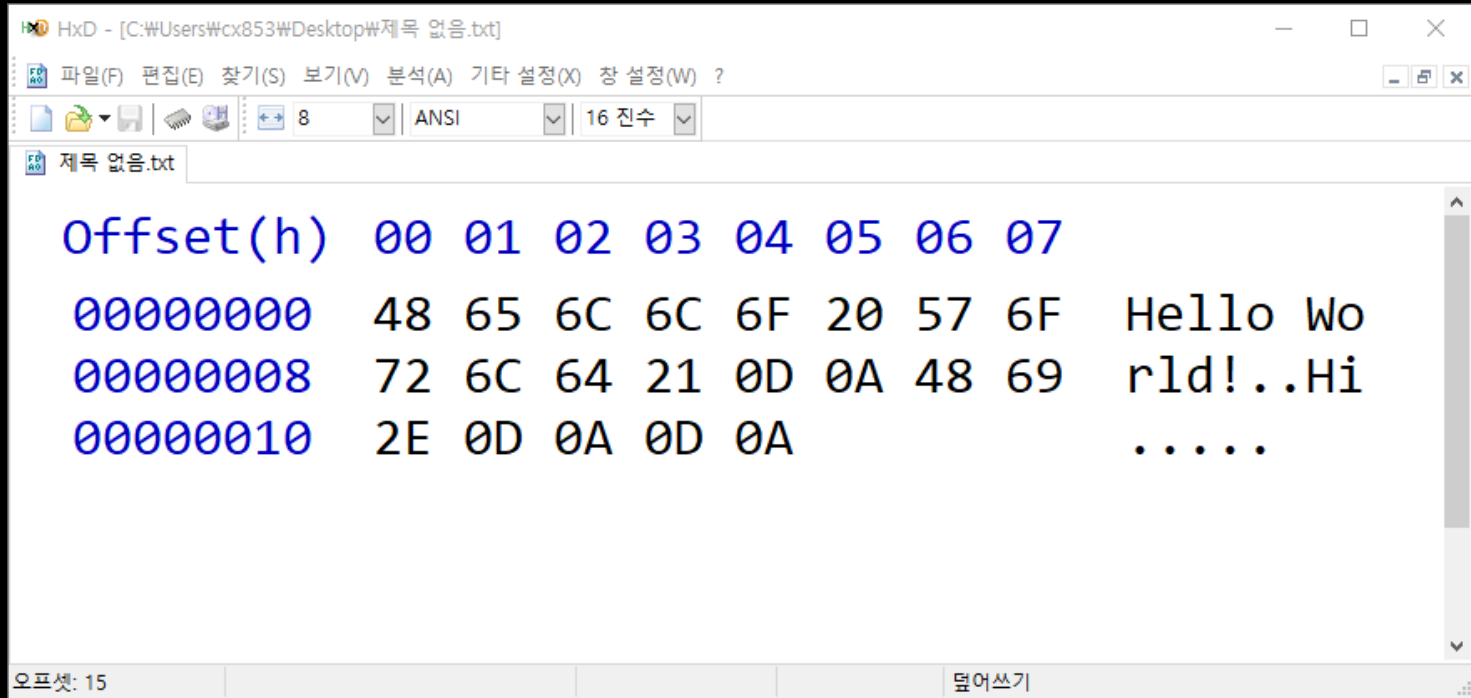 HxD - [C:₩Users₩cx853₩Desktop₩제목 없음.txt]
파일(F) 편집(E) 찾기(S) 보기(V) 분석(A) 기타 설정(X) 창 설정(W) ?
8 ANSI 16 진수
제목 없음.txt
Offset(h) 00 01 02 03 04 05 06 07
00000000 48 65 6C 6C 6F 20 57 6F Hello Wo
00000008 72 6C 64 21 0D 0A 48 69 rld!..Hi
00000010 2E 0D 0A 0D 0A .....
오프셋: 15 덮어쓰기